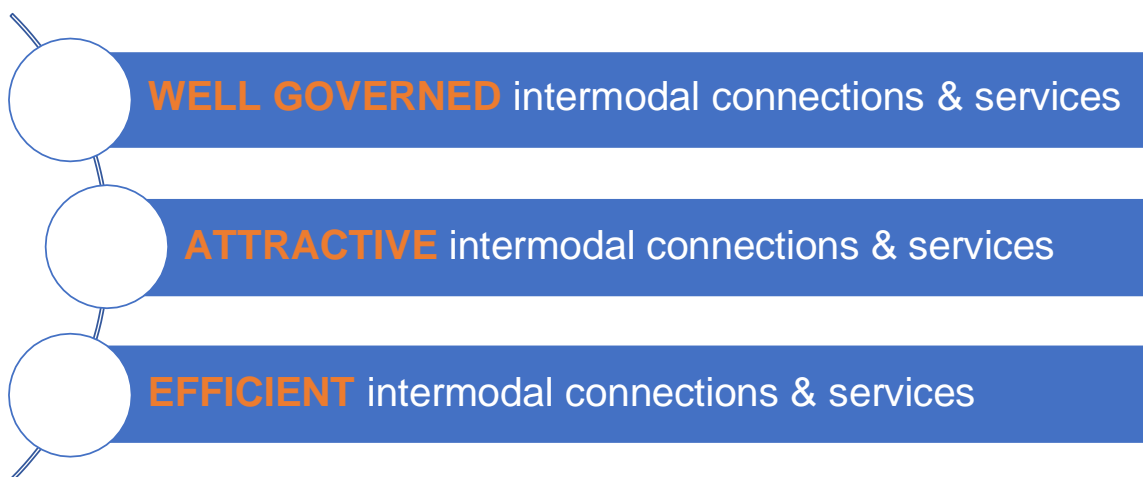 WELL GOVERNED intermodal connections & services
ATTRACTIVE intermodal connections & services
EFFICIENT intermodal connections & services